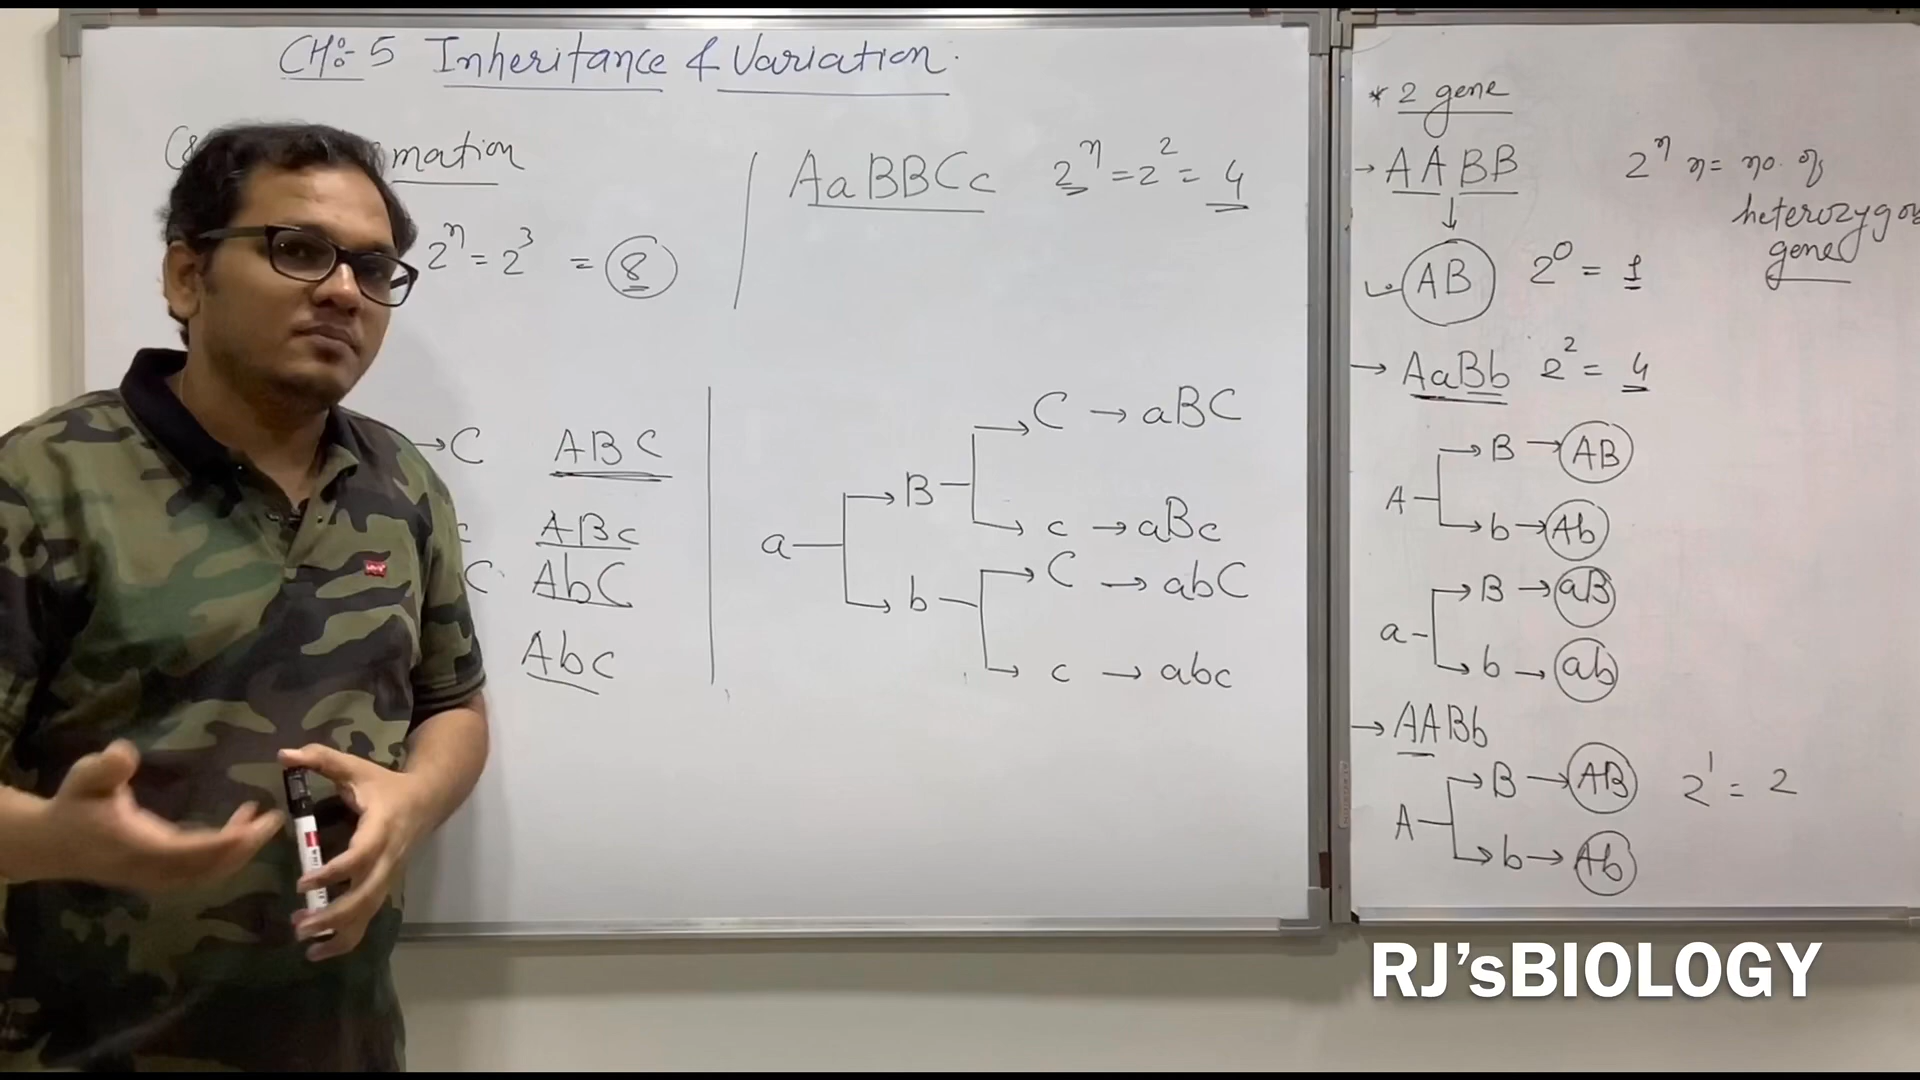 CH:- 5 Inheritance & Variation.
mation
2ⁿ = 2³ = 8
AaBBCc 2ⁿ = 2² = 4
→ C ABC
c ABc
C AbC
Abc
a
B
C → aBC
c → aBc
b
C → abC
c → abc
* 2 gene
→ AABB
2ⁿ n = no. of
heterozygou
gene
↓
AB 2⁰ = 1
→ AaBb 2² = 4
A
B → AB
b → Ab
a
B → aB
b → ab
→ AABb
A
B → AB
b → Ab
2¹ = 2
RJ'sBIOLOGY